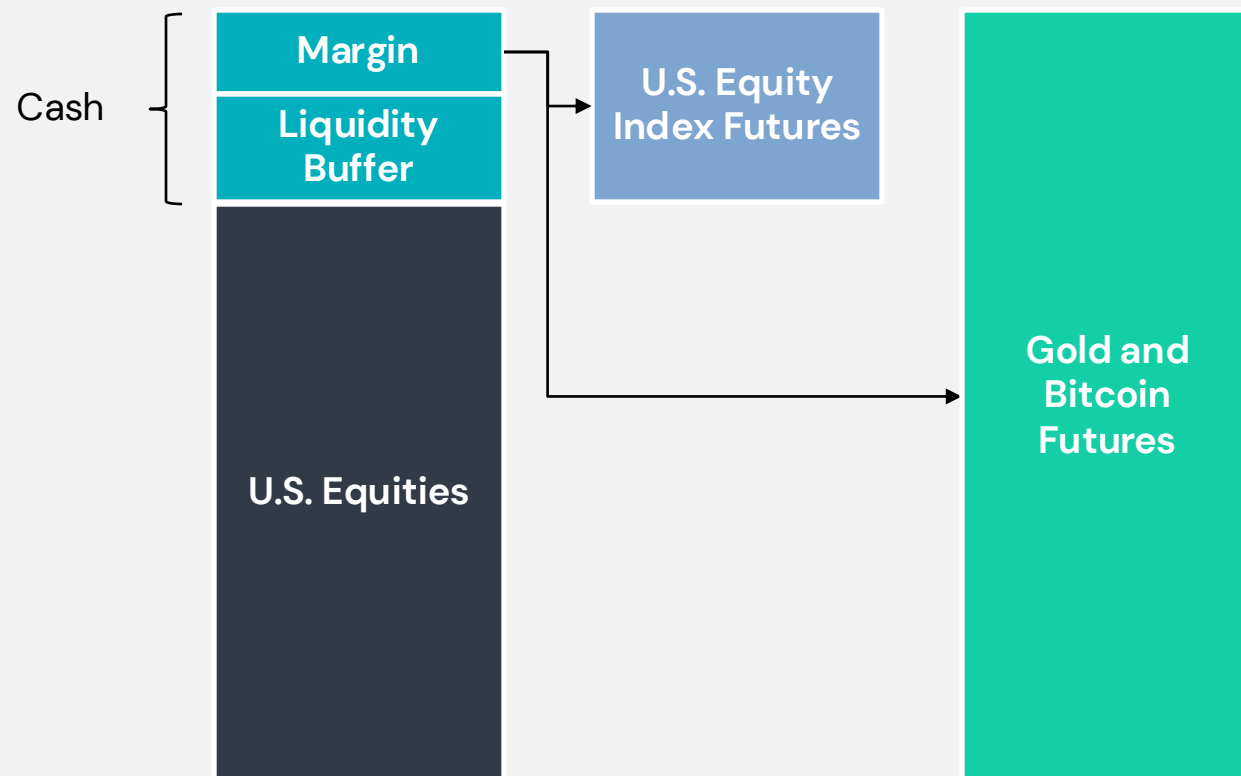 Cash
Margin
Liquidity
Buffer
U.S. Equities
U.S. Equity
Index Futures
Gold and
Bitcoin
Futures